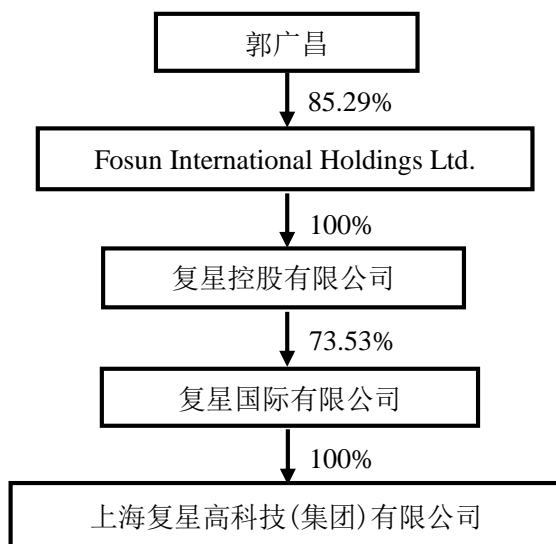 郭广昌
85.29%
Fosun International Holdings Ltd.
100%
复星控股有限公司
73.53%
复星国际有限公司
100%
上海复星高科技(集团)有限公司